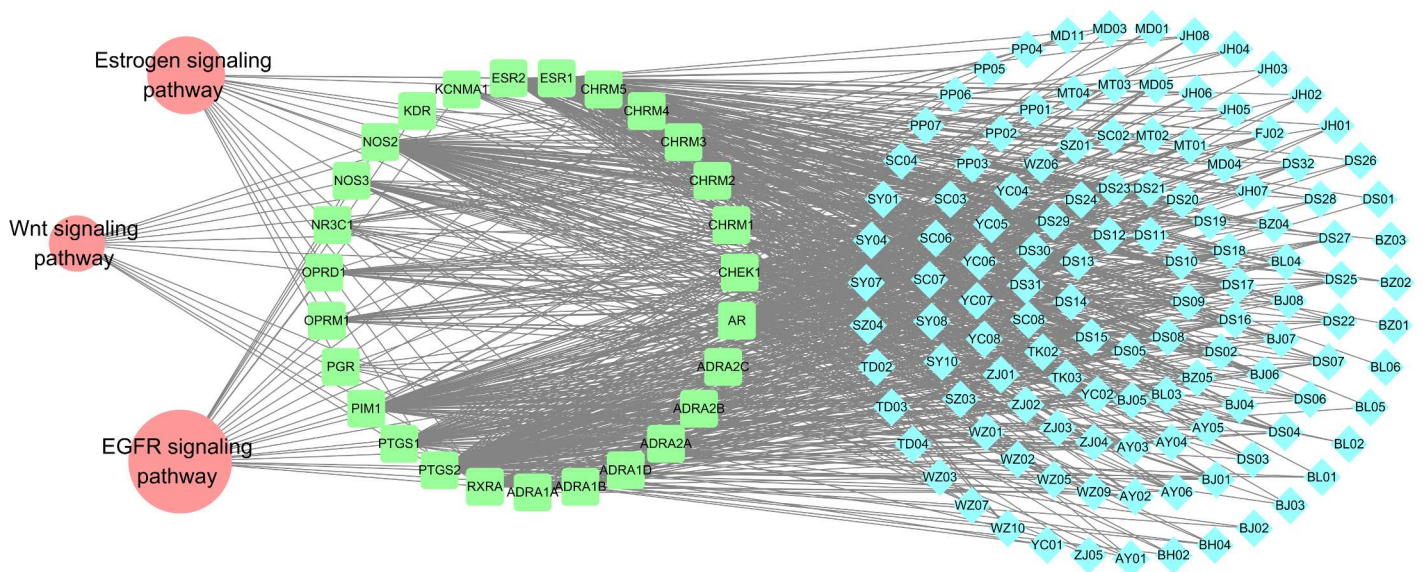 Estrogen signaling
pathway
Wnt signaling
pathway
EGFR signaling
pathway
KCNMA1
ESR2
ESR1
CHRM5
KDR
CHRM4
NOS2
CHRM3
NOS3
CHRM2
NR3C1
CHRM1
OPRD1
CHEK1
OPRM1
AR
PGR
ADRA2C
PIM1
ADRA2B
PTGS1
ADRA2A
PTGS2
ADRA1D
RXRA
ADRA1A
ADRA1B
MD11
MD03
MD01
JH08
PP04
JH04
PP05
JH03
PP06
MT04
MT03
MD05
JH06
JH02
PP07
PP01
JH05
JH01
PP02
SZ01
SC02
MT02
MT01
FJ02
SC04
PP03
WZ06
MD04
DS32
DS26
SY01
SC03
YC04
DS24
DS23
DS21
DS20
JH07
DS28
DS01
SY04
SC06
YC05
DS29
DS12
DS11
DS19
BZ04
DS27
BZ03
YC06
DS30
DS13
DS10
DS18
BL04
SY07
SC07
DS31
DS17
DS25
BZ02
YC07
DS14
DS09
BJ08
SZ04
SY08
SC08
DS16
DS22
BZ01
YC08
DS15
DS05
DS08
DS02
BJ07
TD02
SY10
TK02
DS07
BL06
ZJ01
TK03
BZ05
BJ06
TD03
SZ03
ZJ02
YC02
BJ05
BL03
BJ04
DS06
BL05
TD04
WZ01
ZJ03
ZJ04
AY03
AY04
AY05
DS04
BL02
WZ03
WZ02
WZ05
DS03
BL01
WZ07
WZ09
AY02
AY06
BJ01
BJ03
WZ10
BJ02
YC01
ZJ05
AY01
BH02
BH04